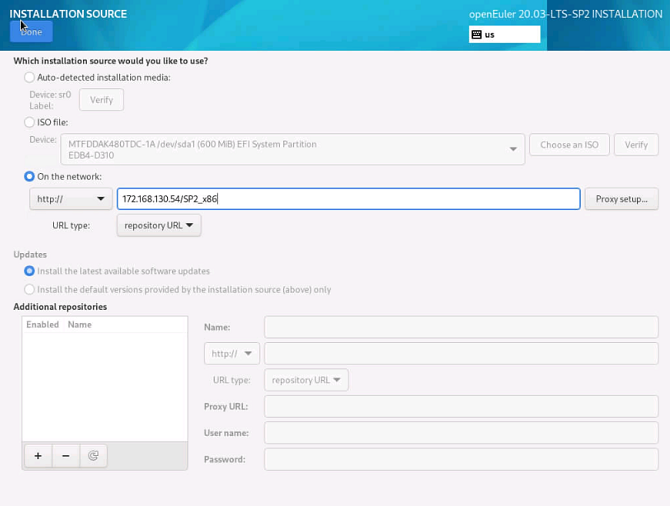 INSTALLATION SOURCE
openEuler 20.03-LTS-SP2 INSTALLATION
Done
us
Which installation source would you like to use?
Auto-detected installation media:
Device: sr0
Label:
Verify
ISO file:
Device:
MTFDDAK480TDC-1A /dev/sda1 (600 MiB) EFI System Partition
EDB4-D310
Choose an ISO
Verify
On the network:
http://
172.168.130.54/SP2_x86
Proxy setup...
URL type:
repository URL
Updates
Install the latest available software updates
Install the default versions provided by the installation source (above) only
Additional repositories
Enabled Name
Name:
http://
URL type:
repository URL
Proxy URL:
User name:
Password: